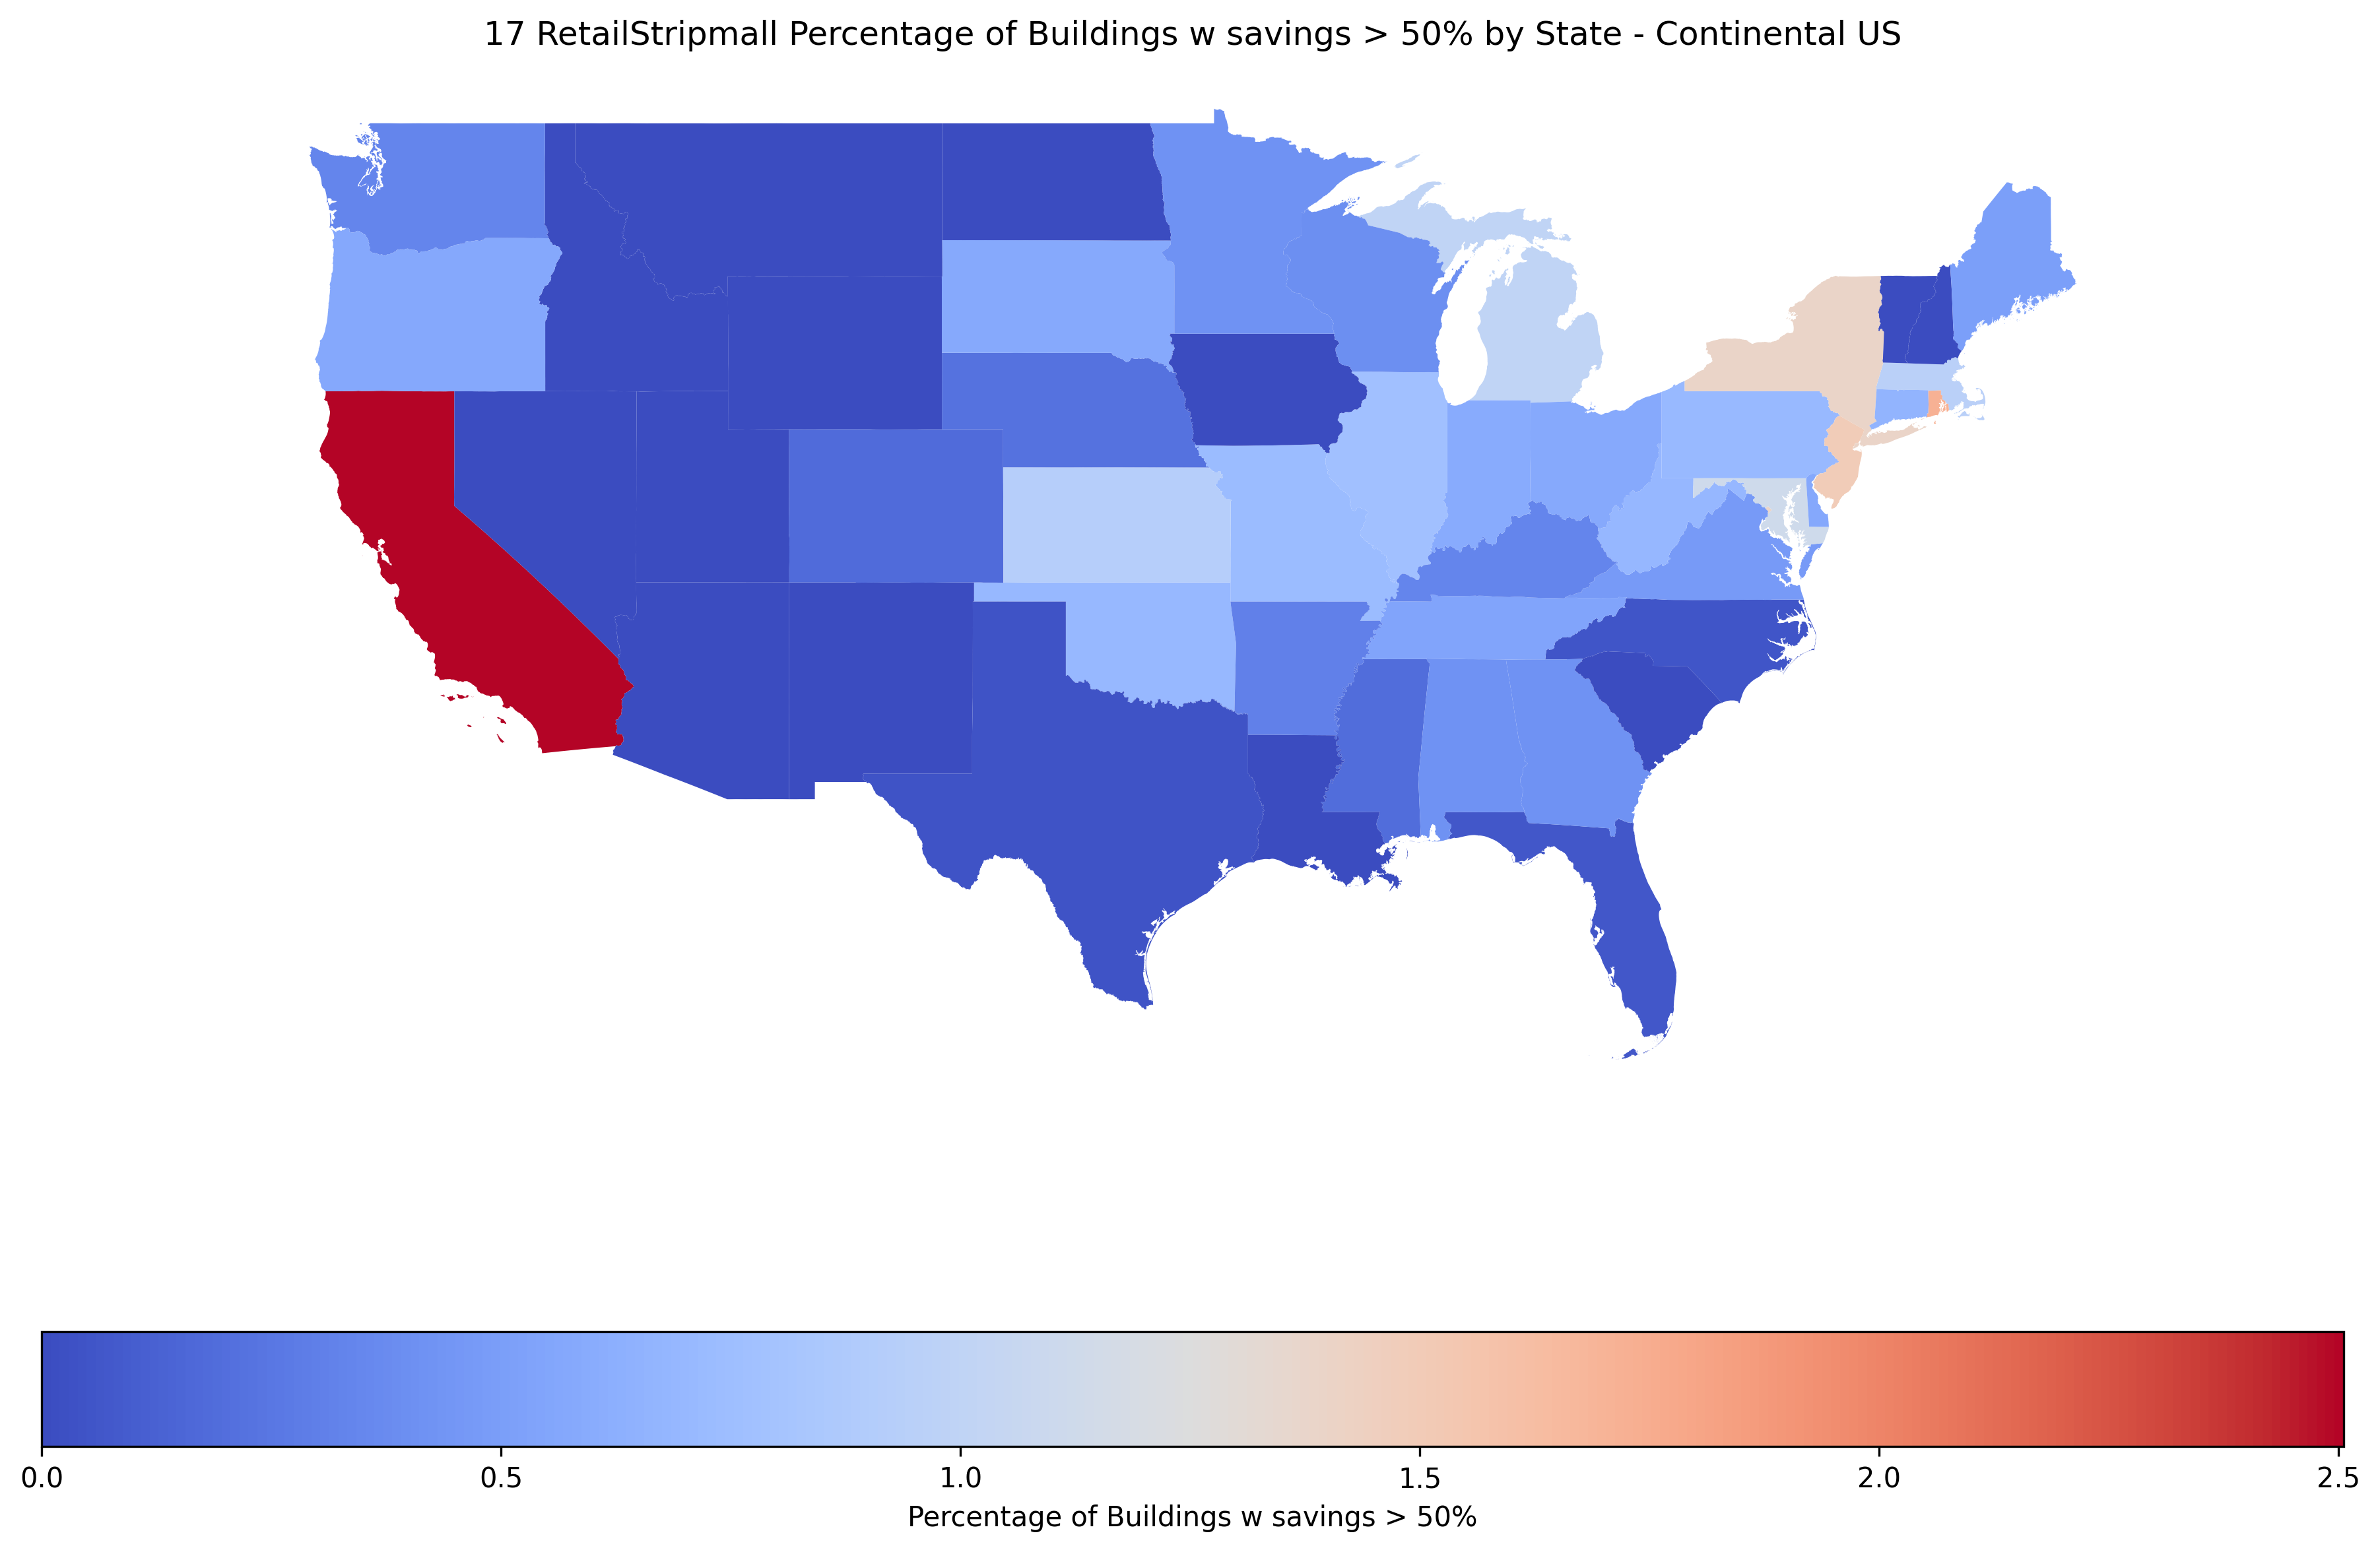 17 RetailStripmall Percentage of Buildings w savings > 50% by State - Continental US
0.0 0.5 1.0 1.5 2.0 2.5
Percentage of Buildings w savings > 50%